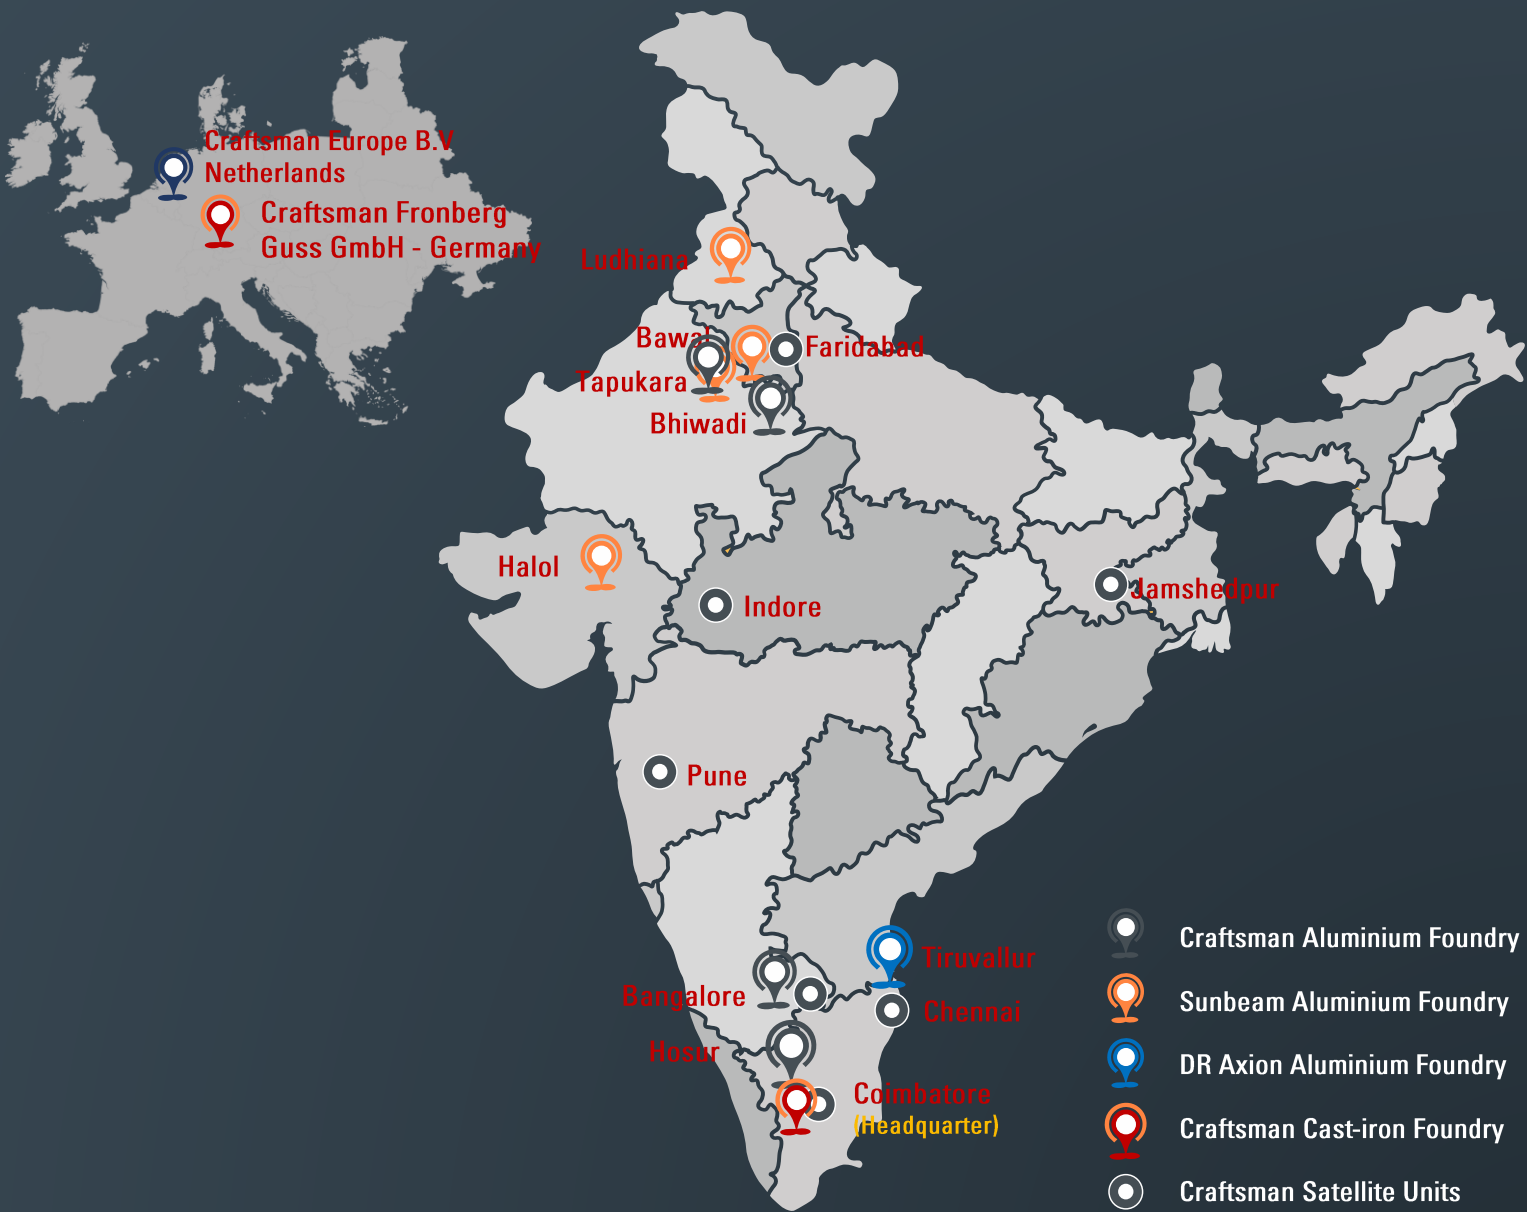 Craftsman Europe B.V
Netherlands
Craftsman Fronberg
Guss GmbH - Germany
Ludhiana
Bawal
Faridabad
Tapukara
Bhiwadi
Halol
Indore
Jamshedpur
Pune
Tiruvallur
Bangalore
Chennai
Hosur
Coimbatore
(Headquarter)
Craftsman Aluminium Foundry
Sunbeam Aluminium Foundry
DR Axion Aluminium Foundry
Craftsman Cast-iron Foundry
Craftsman Satellite Units